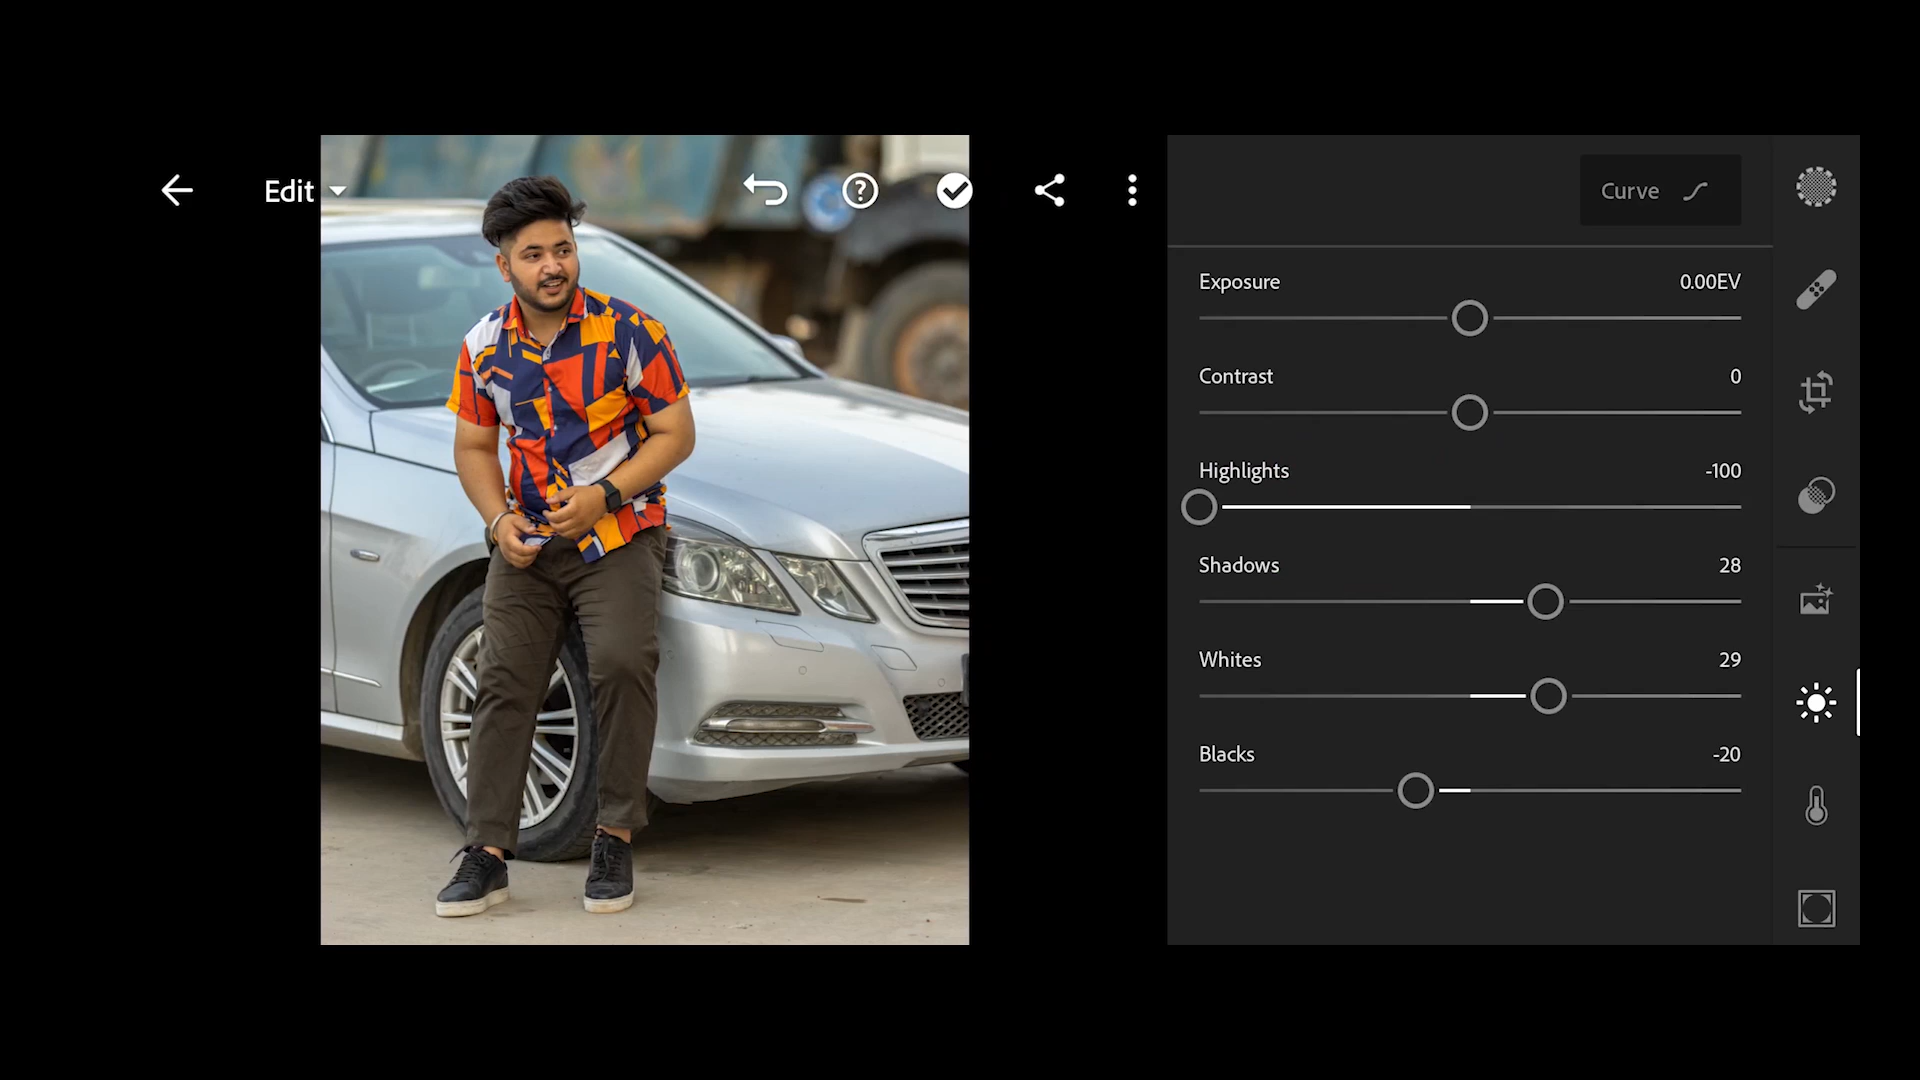 Edit
Curve
Exposure 0.00EV
Contrast 0
Highlights -100
Shadows 28
Whites 29
Blacks -20